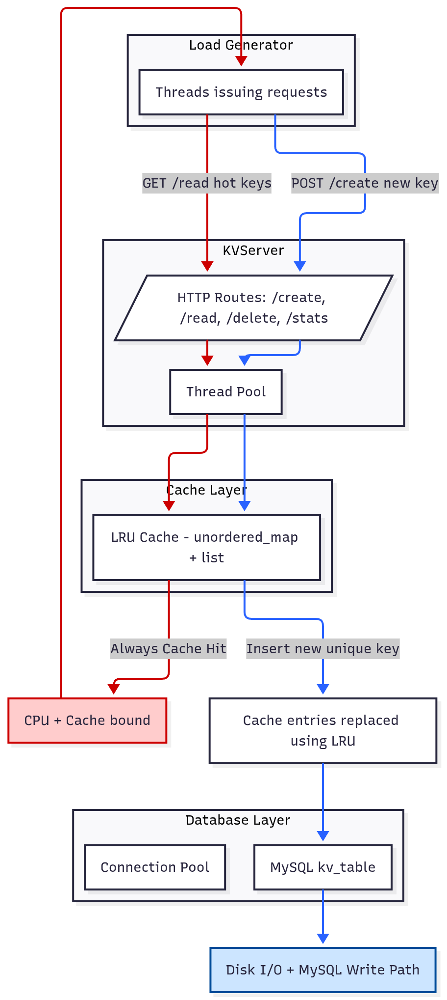 Load Generator
Threads issuing requests
GET /read hot keys
POST /create new key
KVServer
HTTP Routes: /create,
/read, /delete, /stats
Thread Pool
Cache Layer
LRU Cache - unordered_map
+ list
Always Cache Hit
Insert new unique key
CPU + Cache bound
Cache entries replaced
using LRU
Database Layer
Connection Pool
MySQL kv_table
Disk I/O + MySQL Write Path